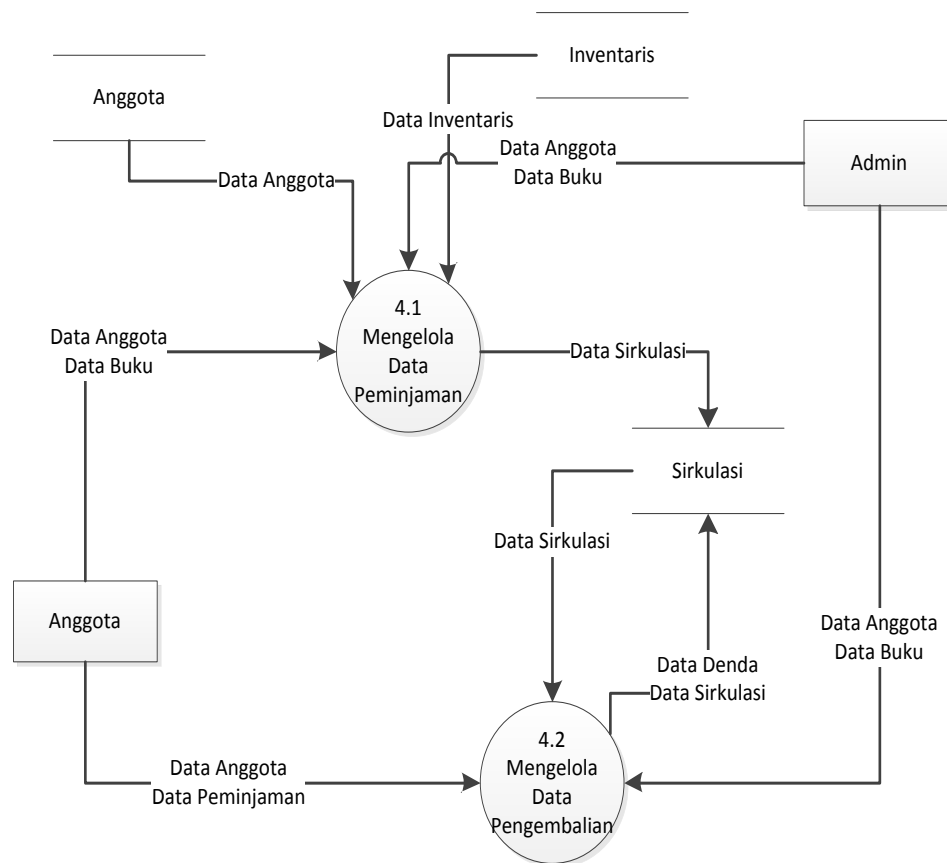 Inventaris
Anggota
Data Inventaris
Data Anggota
Data Buku
Admin
Data Anggota
4.1
Mengelola
Data
Peminjaman
Data Anggota
Data Buku
Data Sirkulasi
Sirkulasi
Data Sirkulasi
Anggota
Data Anggota
Data Buku
Data Denda
Data Sirkulasi
4.2
Mengelola
Data
Pengembalian
Data Anggota
Data Peminjaman